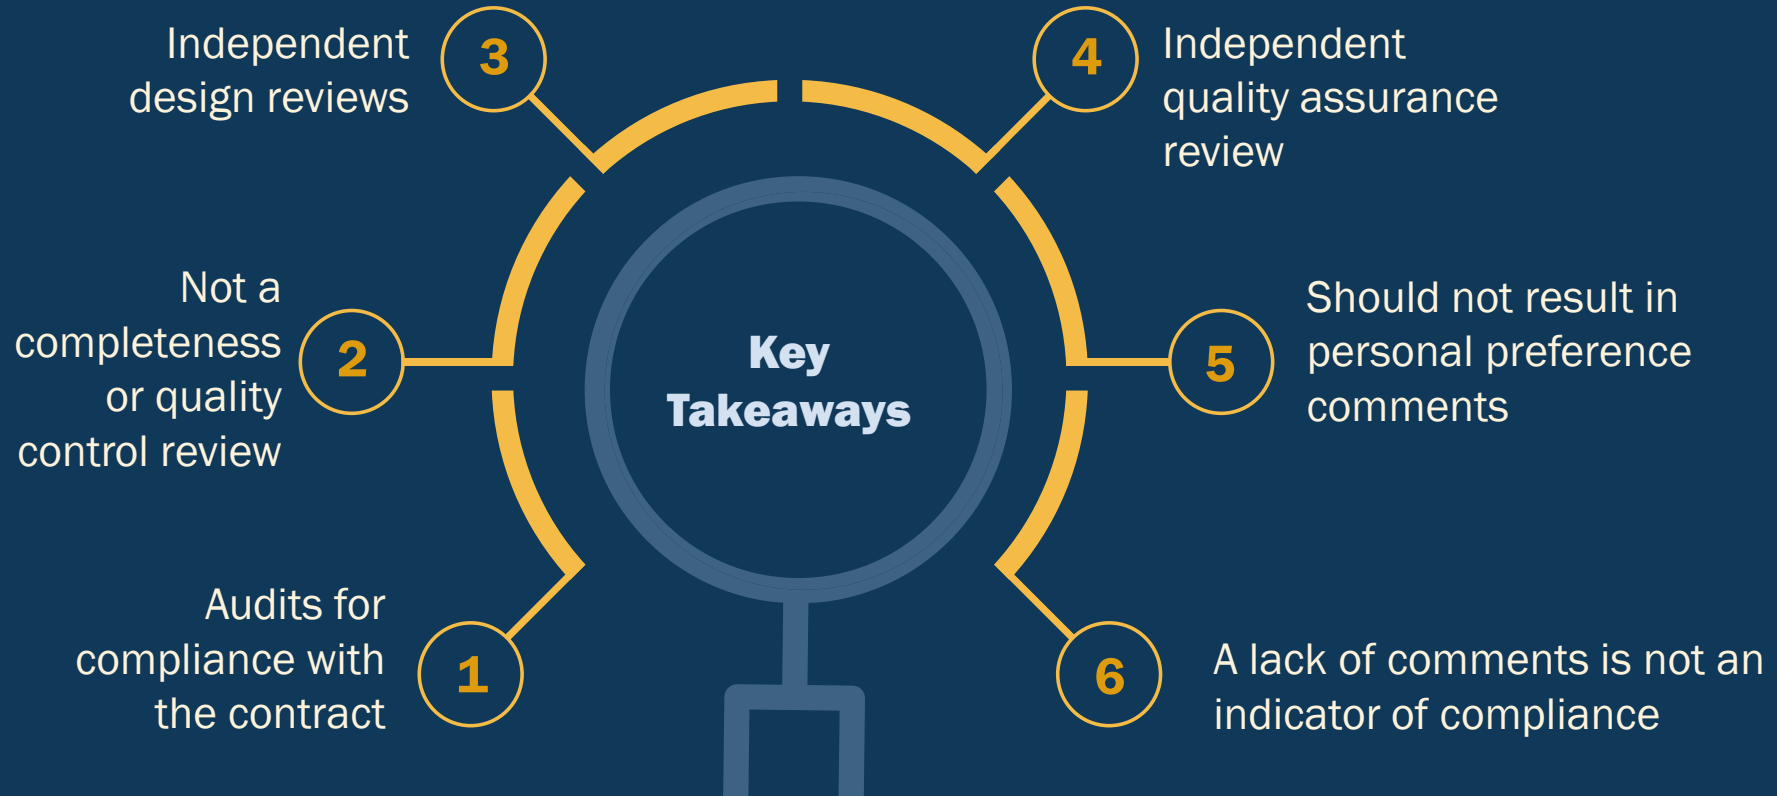 Key
Takeaways
1
Audits for
compliance with
the contract
2
Not a
completeness
or quality
control review
3
Independent
design reviews
4
Independent
quality assurance
review
5
Should not result in
personal preference
comments
6
A lack of comments is not an
indicator of compliance